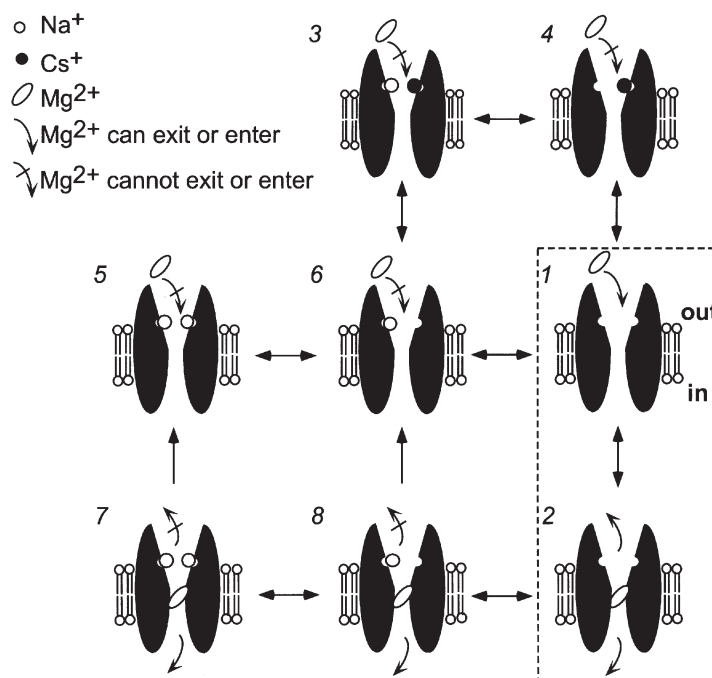 Na+
Cs+
Mg2+
Mg2+ can exit or enter
Mg2+ cannot exit or enter
3
4
5
6
1
out
in
7
8
2